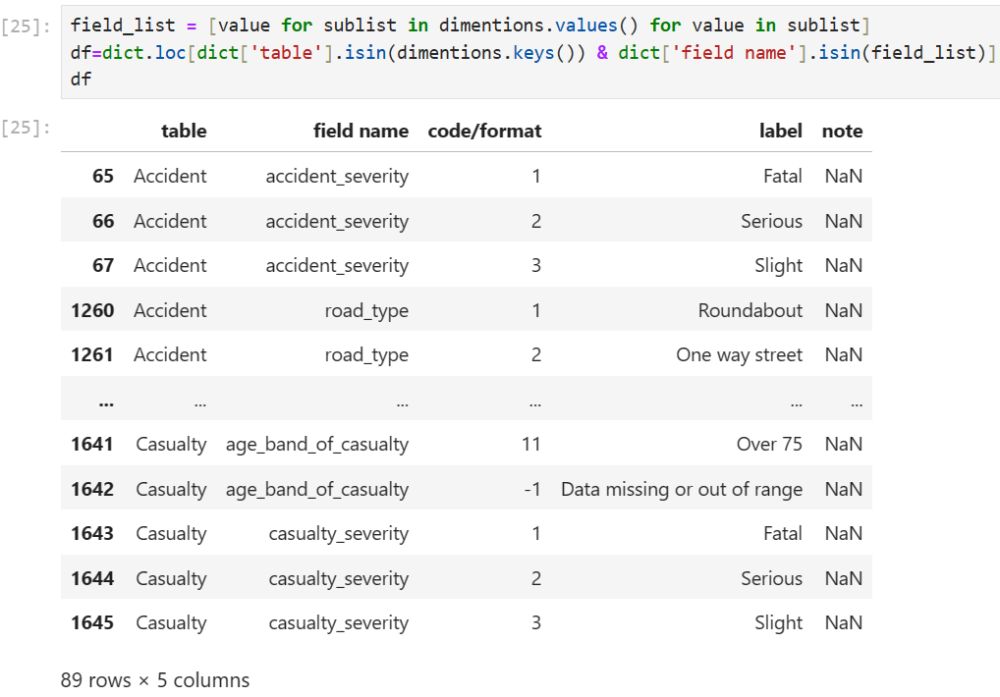 [25]: field_list = [value for sublist in dimentions.values() for value in sublist]
df=dict.loc[dict['table'].isin(dimentions.keys()) & dict['field name'].isin(field_list)]
df
[25]:
table field name code/format label note
65 Accident accident_severity 1 Fatal NaN
66 Accident accident_severity 2 Serious NaN
67 Accident accident_severity 3 Slight NaN
1260 Accident road_type 1 Roundabout NaN
1261 Accident road_type 2 One way street NaN
... ... ... ... ... ...
1641 Casualty age_band_of_casualty 11 Over 75 NaN
1642 Casualty age_band_of_casualty -1 Data missing or out of range NaN
1643 Casualty casualty_severity 1 Fatal NaN
1644 Casualty casualty_severity 2 Serious NaN
1645 Casualty casualty_severity 3 Slight NaN
89 rows × 5 columns